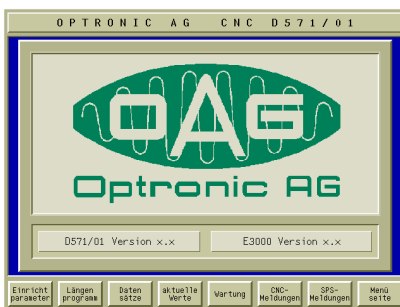 OPTRONIC AG CNC D571/01
OAG
Optronic AG
D571/01 Version x.x
E3000 Version x.x
Einricht
parameter
Längen
programm
Daten
sätze
aktuelle
Werte
Wartung
CNC-
Meldungen
SPS-
Meldungen
Menü
seite